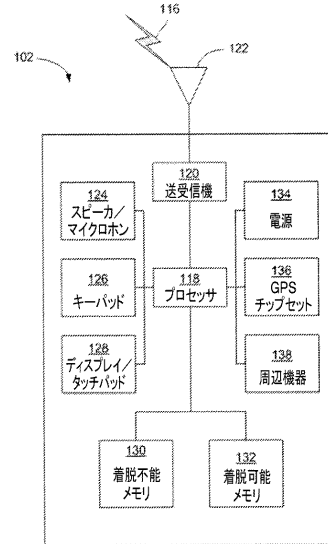 116
122
102
120
送受信機
124
スピーカ／
マイクロホン
134
電源
126
キーパッド
118
プロセッサ
136
GPS
チップセット
128
ディスプレイ／
タッチパッド
138
周辺機器
130
着脱不能
メモリ
132
着脱可能
メモリ